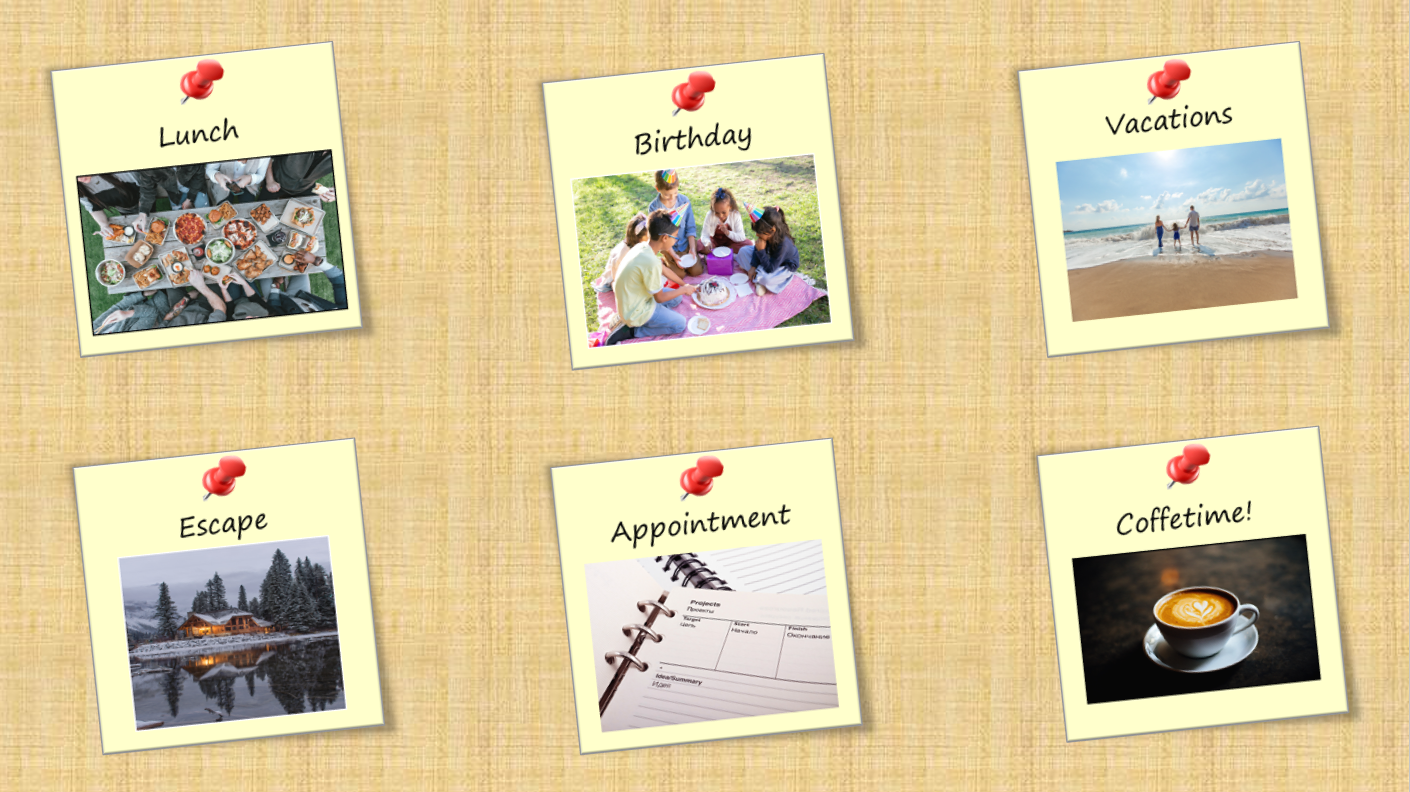 Lunch
Birthday
Vacations
Escape
Appointment
Coffetime!
Projects
Проекты
Target
Цель
Start
Начало
Finish
Окончание
Idea/Summary
Идея